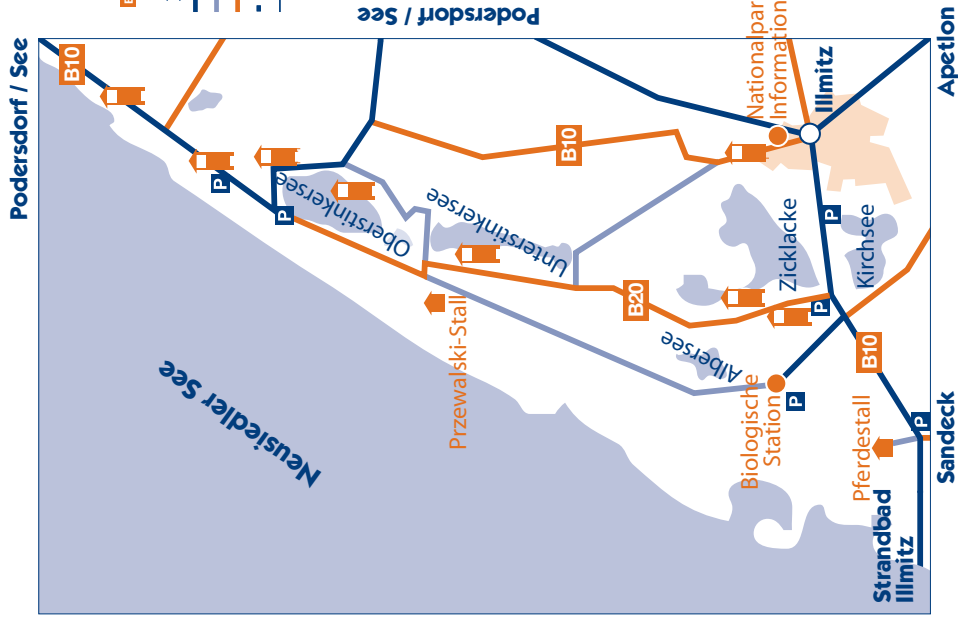 Podersdorf / See
Podersdorf / See
B10
P
P
Oberstinkersee
Unterstinkersee
B10
Nationalpar
Information
Illmitz
Apetlon
P
Zicklacke
Kirchsee
B20
P
Albersee
Przewalski-Stall
Neusiedler See
Biologische
Station
P
B10
Pferdestall
P
Sandeck
Strandbad
Illmitz